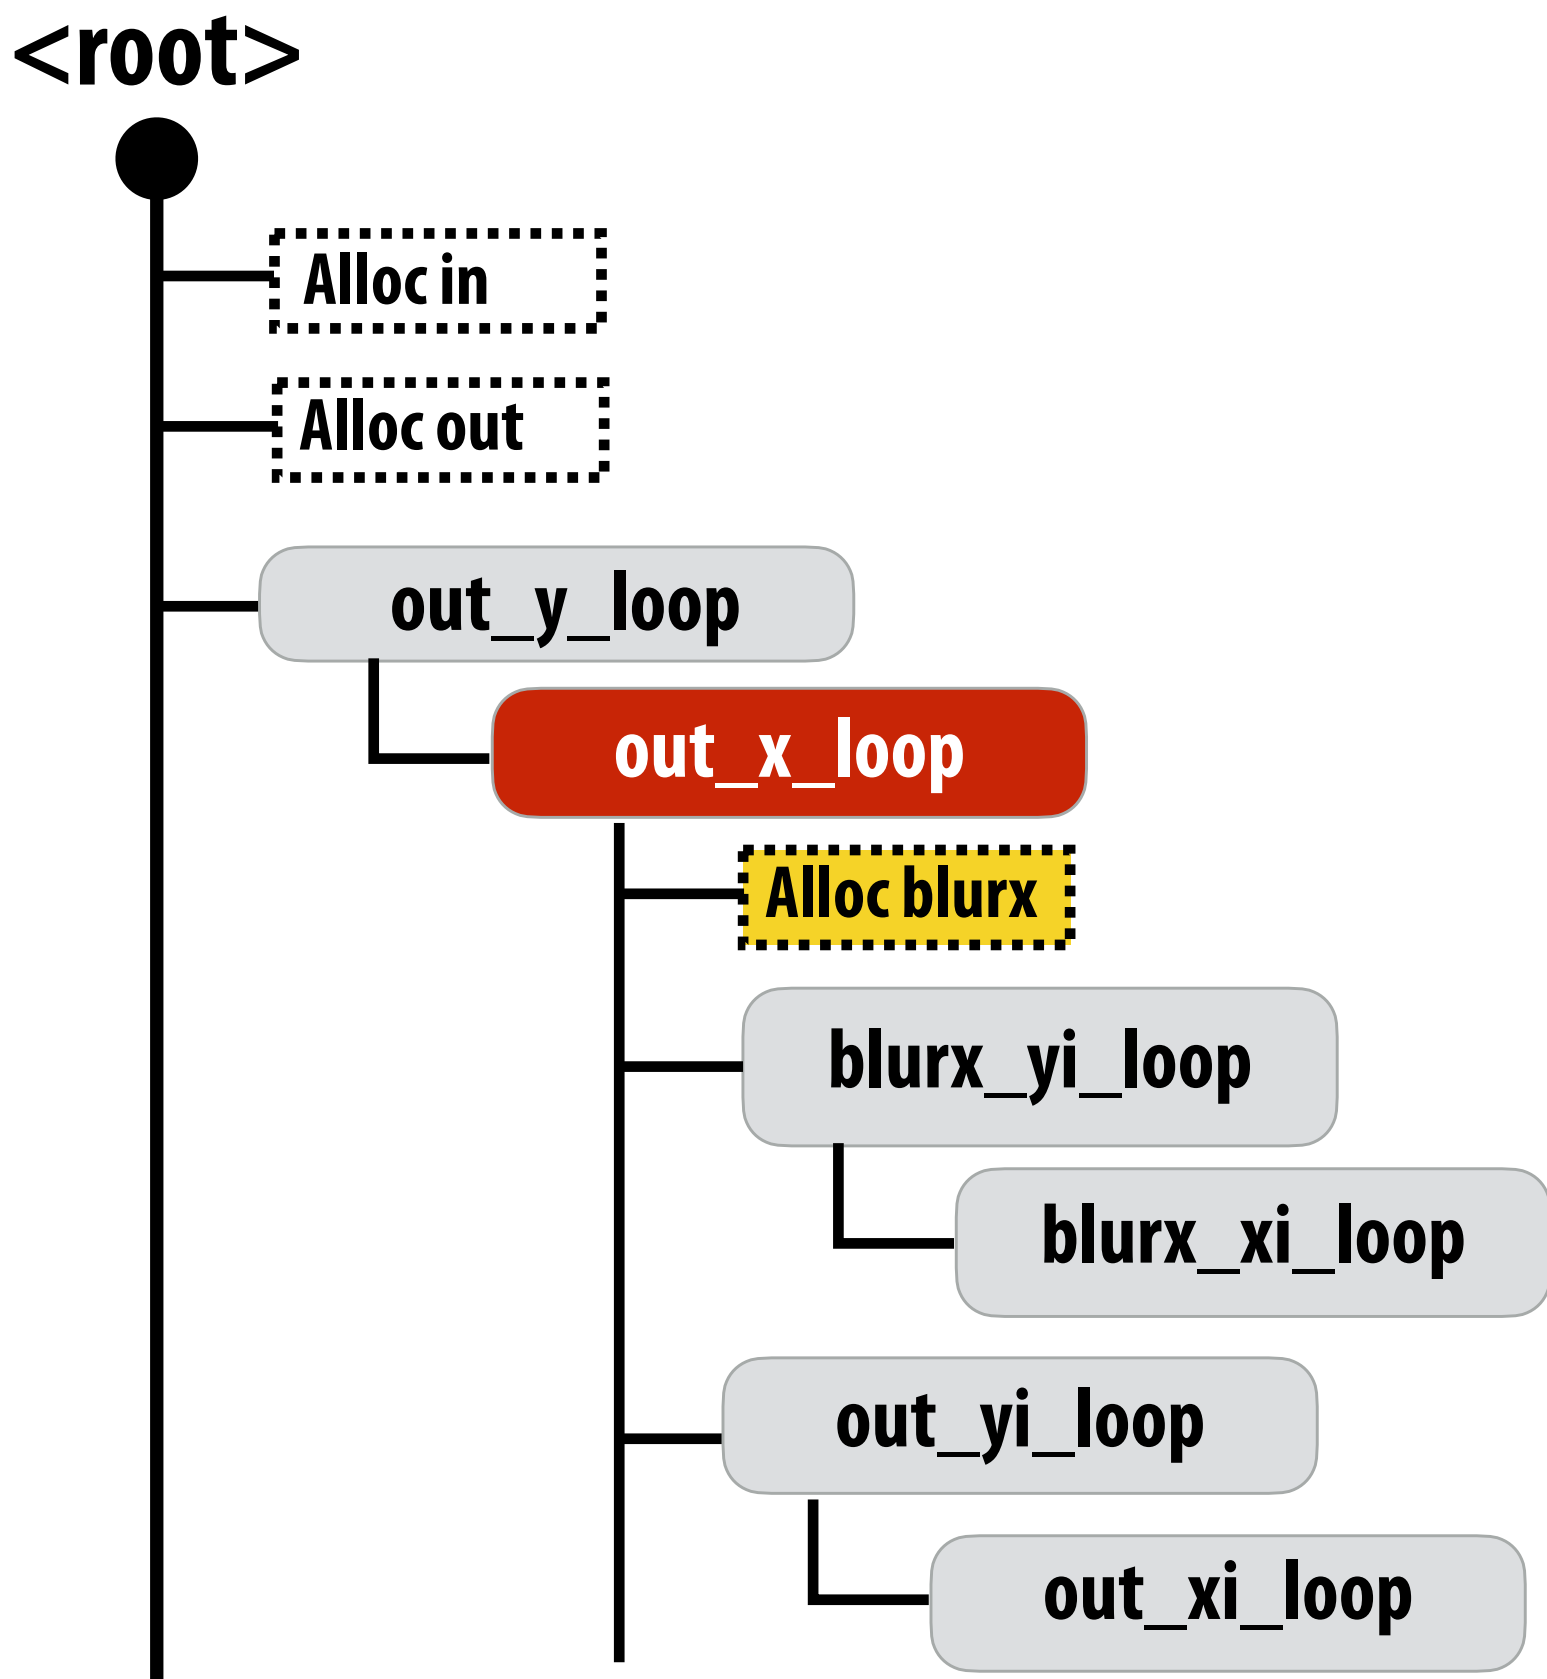 <root>
Alloc in
Alloc out
out_y_loop
out_x_loop
Alloc blurx
blurx_yi_loop
blurx_xi_loop
out_yi_loop
out_xi_loop